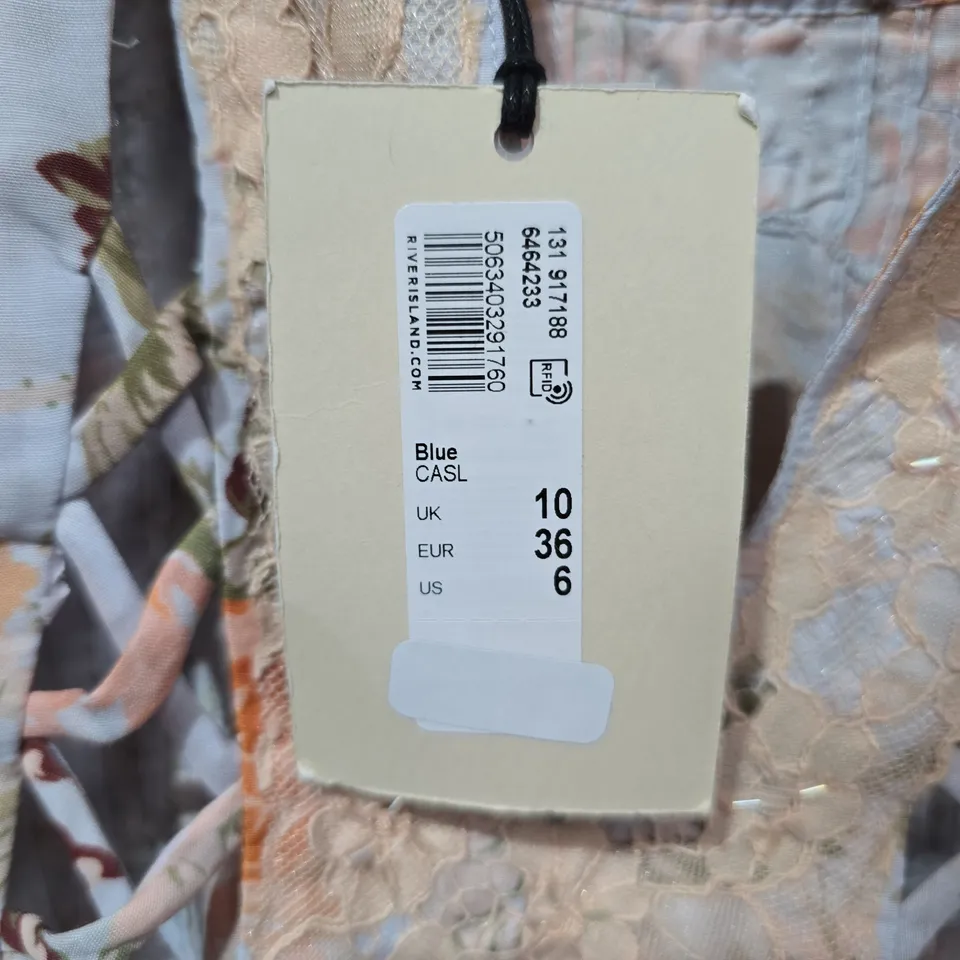 131 917188
6464233
RFID
5063403291760
RIVERISLAND.COM
Blue
CASL
UK 10
EUR 36
US 6